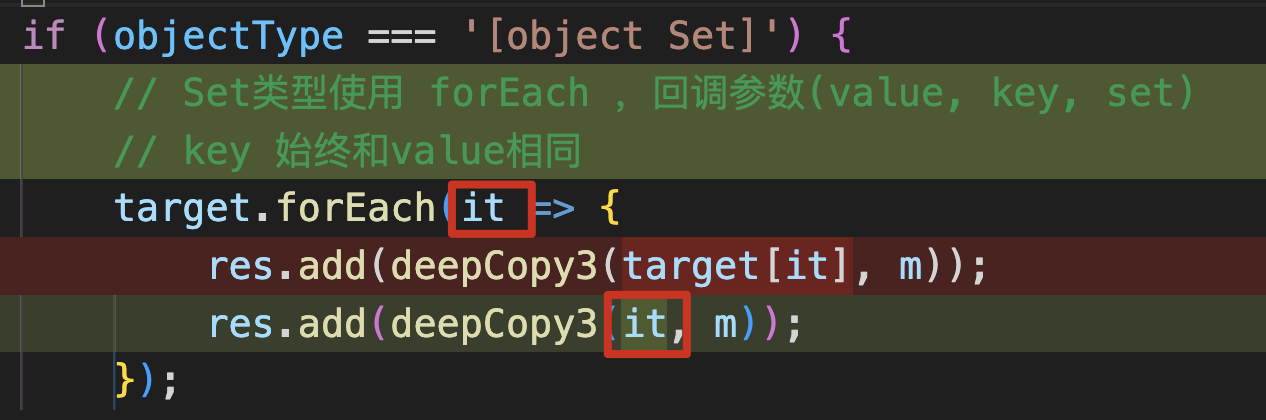 if (objectType === '[object Set]') {
// Set类型使用 forEach ，回调参数(value, key, set)
// key 始终和value相同
target.forEach(it => {
res.add(deepCopy3(target[it], m));
res.add(deepCopy3(it, m));
});